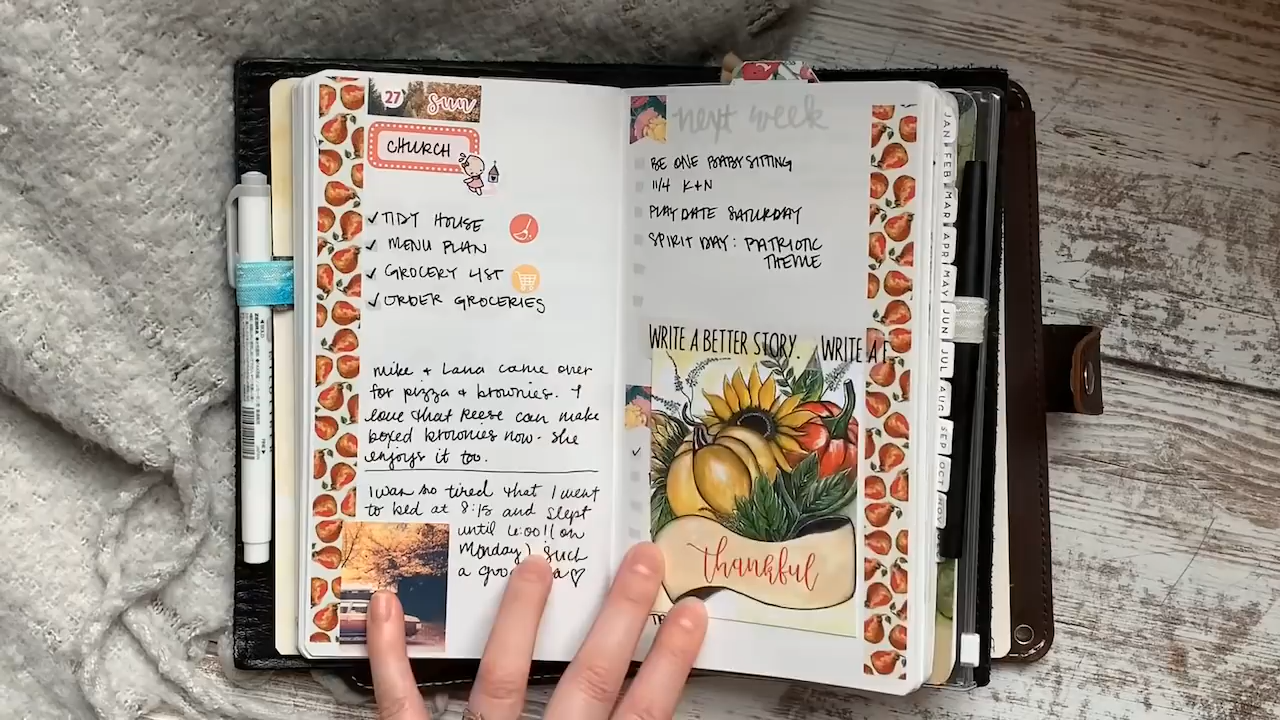 27 sun
CHURCH
✓ TIDY HOUSE
✓ MENU PLAN
✓ GROCERY LIST
✓ ORDER GROCERIES
Mike + Lana came over
for pizza + brownies. I
love that Reese can make
boxed brownies now. She
enjoys it too.
I was so tired that I went
to bed at 8:15 and slept
until 6:00!! on
Monday) Such
a
next week
BE ONE BABYSITTING
11/4 K+N
PLAYDATE SATURDAY
SPIRIT DAY: PATRIOTIC
THEME
WRITE A BETTER STORY. WRITE A
✓
thankful
JAN
FEB
MAR
APR
MAY
JUN
JUL
AUG
SEP
OCT
NOV
ZEBRA